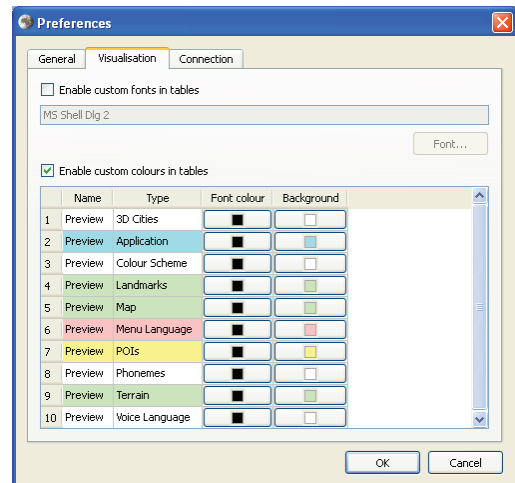 Preferences
General Visualisation Connection
Enable custom fonts in tables
MS Shell Dlg 2
Font...
Enable custom colours in tables
Name Type Font colour Background
1 Preview 3D Cities
2 Preview Application
3 Preview Colour Scheme
4 Preview Landmarks
5 Preview Map
6 Preview Menu Language
7 Preview POIs
8 Preview Phonemes
9 Preview Terrain
10 Preview Voice Language
OK Cancel